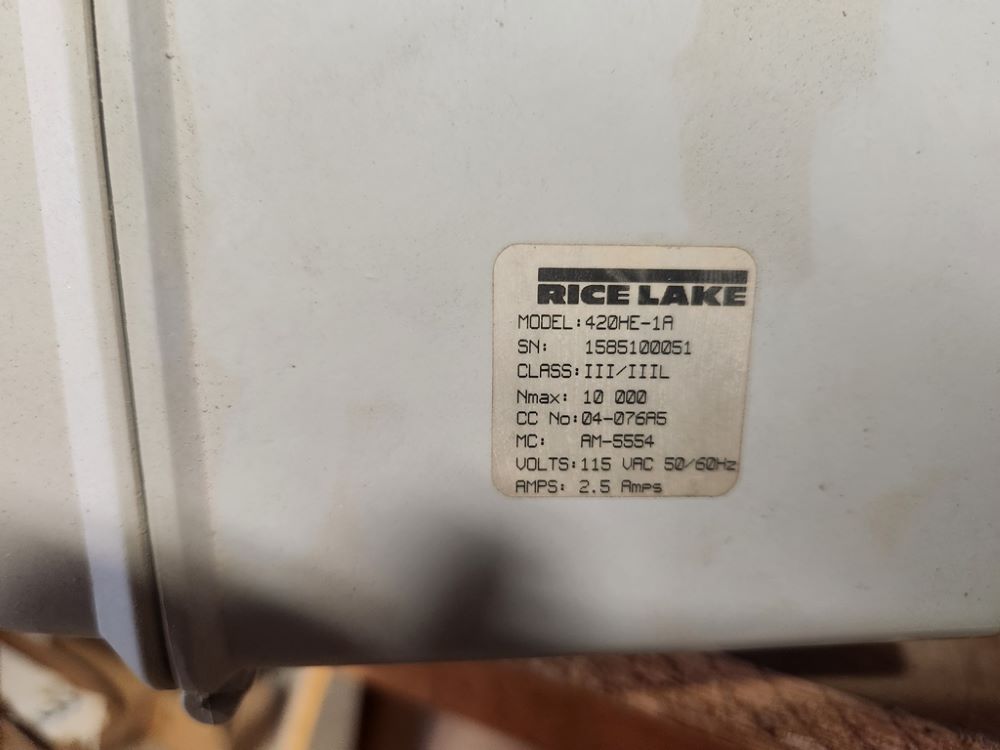 RICE LAKE
MODEL:420HE-1A
SN: 1585100051
CLASS:III/IIIL
Nmax: 10 000
CC No:04-076A5
MC: AM-5554
VOLTS:115 VAC 50/60Hz
AMPS: 2.5 Amps